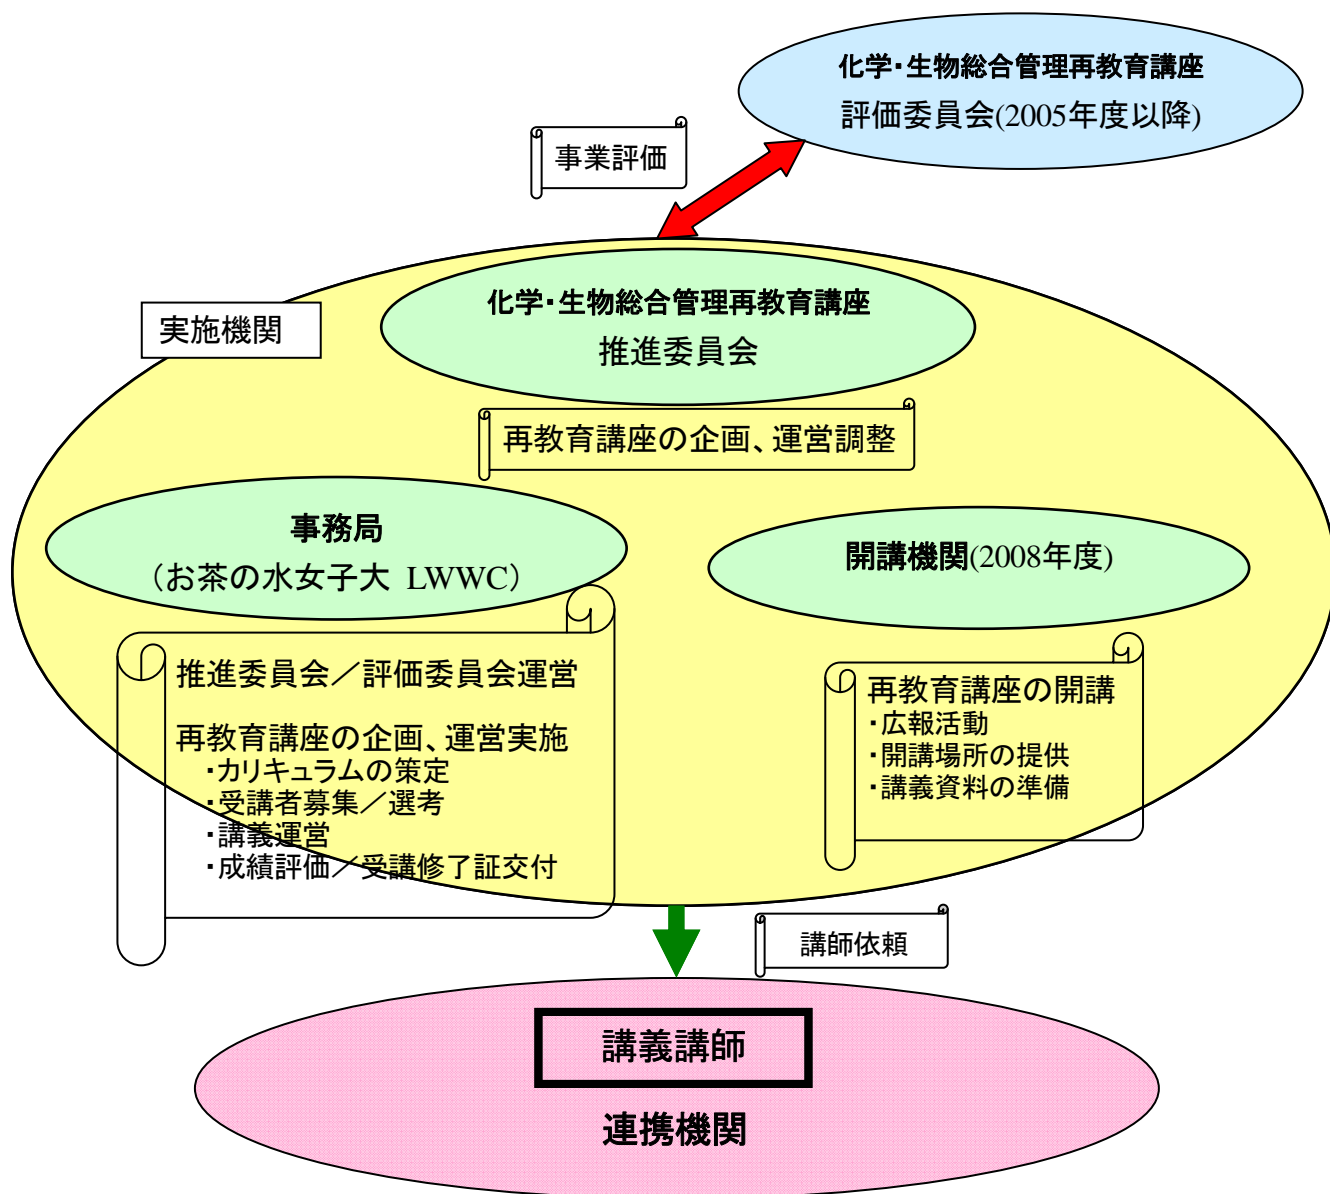 化学・生物総合管理再教育講座
評価委員会(2005年度以降)
事業評価
実施機関
化学・生物総合管理再教育講座
推進委員会
再教育講座の企画、運営調整
事務局
（お茶の水女子大 LWWC）
推進委員会／評価委員会運営
再教育講座の企画、運営実施
・カリキュラムの策定
・受講者募集／選考
・講義運営
・成績評価／受講修了証交付
開講機関(2008年度)
再教育講座の開講
・広報活動
・開講場所の提供
・講義資料の準備
講師依頼
講義講師
連携機関